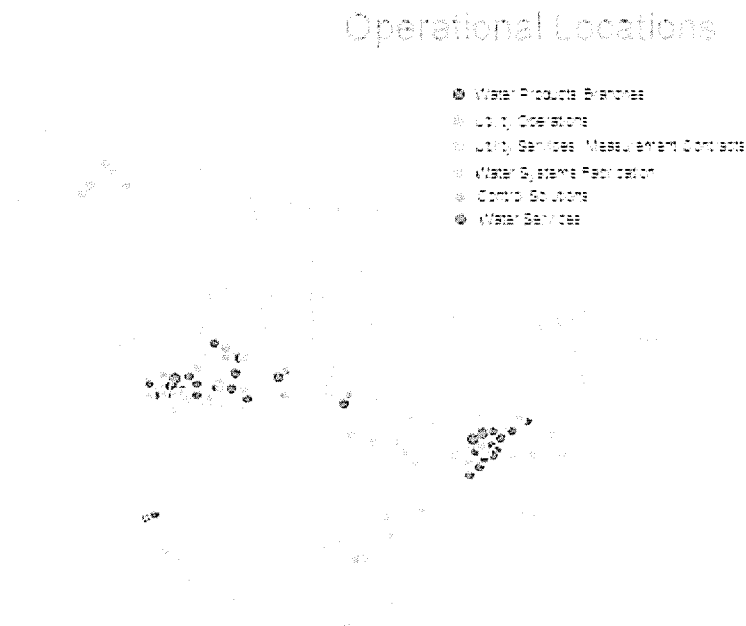 Operational Locations
Water Products Branches
Utility Operations
Utility Services Measurement Contracts
Water Systems Fabrication
Control Solutions
Water Services